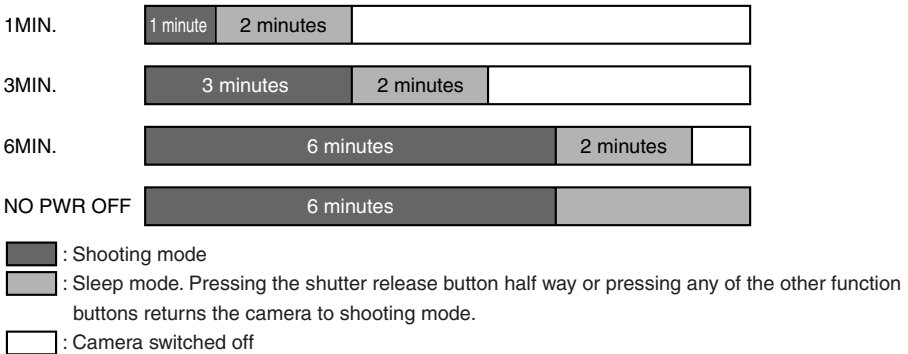 1MIN. 1 minute 2 minutes
3MIN. 3 minutes 2 minutes
6MIN. 6 minutes 2 minutes
NO PWR OFF 6 minutes
: Shooting mode
: Sleep mode. Pressing the shutter release button half way or pressing any of the other function
buttons returns the camera to shooting mode.
: Camera switched off